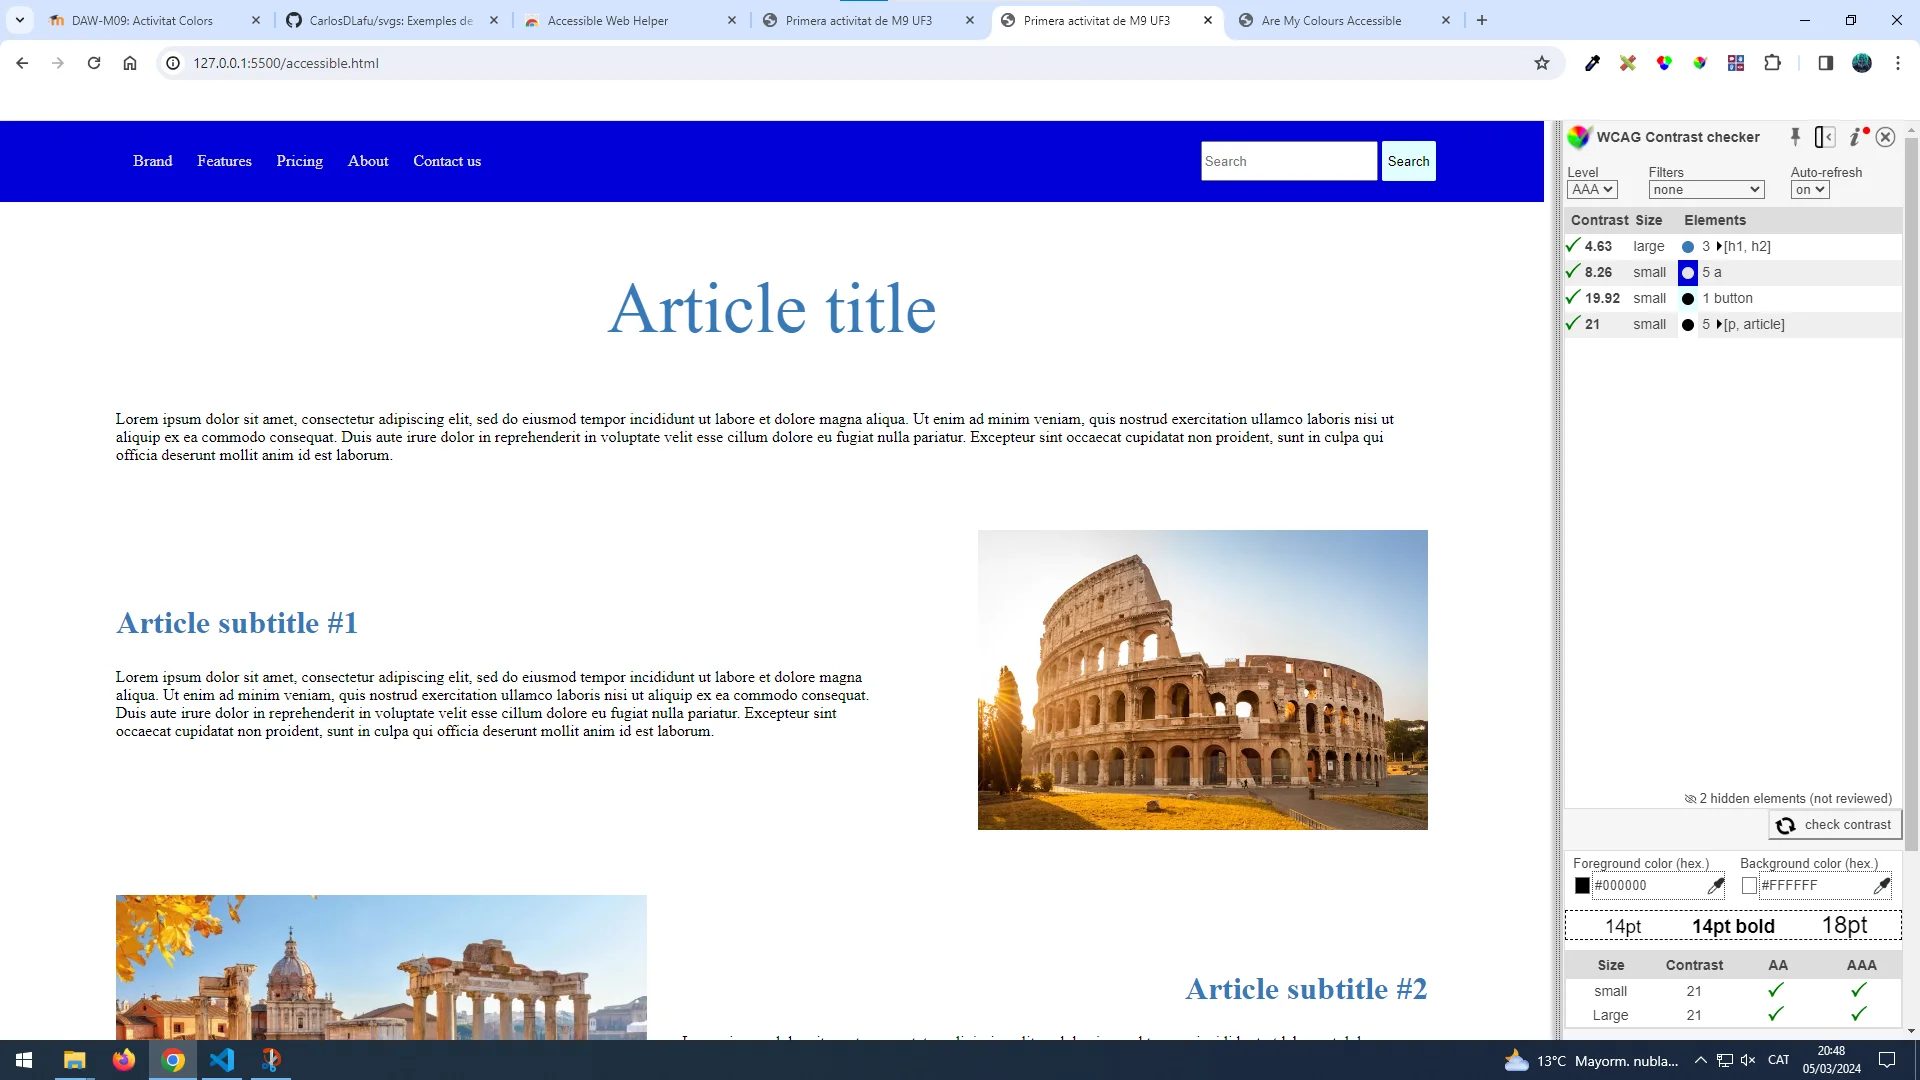 DAW-M09: Activitat Colors
CarlosDLafu/svgs: Exemples de
Accessible Web Helper
Primera activitat de M9 UF3
Primera activitat de M9 UF3
Are My Colours Accessible
127.0.0.1:5500/accessible.html
Brand Features Pricing About Contact us
Search Search
Article title
Lorem ipsum dolor sit amet, consectetur adipiscing elit, sed do eiusmod tempor incididunt ut labore et dolore magna aliqua. Ut enim ad minim veniam, quis nostrud exercitation ullamco laboris nisi ut
aliquip ex ea commodo consequat. Duis aute irure dolor in reprehenderit in voluptate velit esse cillum dolore eu fugiat nulla pariatur. Excepteur sint occaecat cupidatat non proident, sunt in culpa qui
officia deserunt mollit anim id est laborum.
Article subtitle #1
Lorem ipsum dolor sit amet, consectetur adipiscing elit, sed do eiusmod tempor incididunt ut labore et dolore magna
aliqua. Ut enim ad minim veniam, quis nostrud exercitation ullamco laboris nisi ut aliquip ex ea commodo consequat.
Duis aute irure dolor in reprehenderit in voluptate velit esse cillum dolore eu fugiat nulla pariatur. Excepteur sint
occaecat cupidatat non proident, sunt in culpa qui officia deserunt mollit anim id est laborum.
Article subtitle #2
WCAG Contrast checker
Level Filters Auto-refresh
AAA none on
Contrast Size Elements
4.63 large 3 [h1, h2]
8.26 small 5 a
19.92 small 1 button
21 small 5 [p, article]
2 hidden elements (not reviewed)
check contrast
Foreground color (hex.) Background color (hex.)
#000000 #FFFFFF
14pt 14pt bold 18pt
Size Contrast AA AAA
small 21
Large 21
13°C Mayorm. nubla... CAT
20:48
05/03/2024